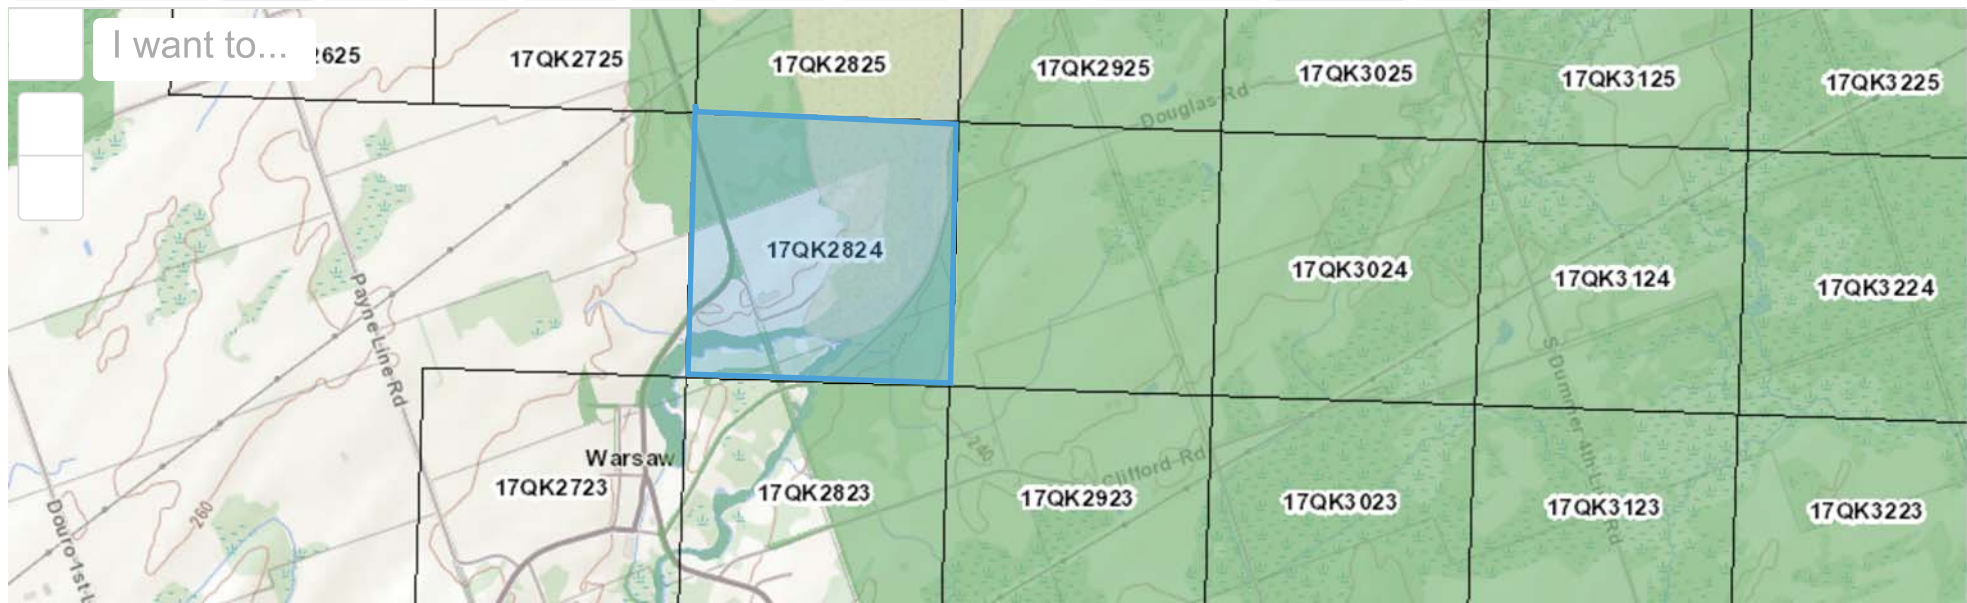 I want to...
2625
17QK2725
17QK2825
17QK2925
17QK3025
17QK3125
17QK3225
Douglas Rd
17QK2824
17QK3024
17QK3124
17QK3224
Payne Line Rd
S Dummer 4th Line Rd
240
Clifford Rd
Warsaw
17QK2723
17QK2823
17QK2923
17QK3023
17QK3123
17QK3223
260
Douro 1st L